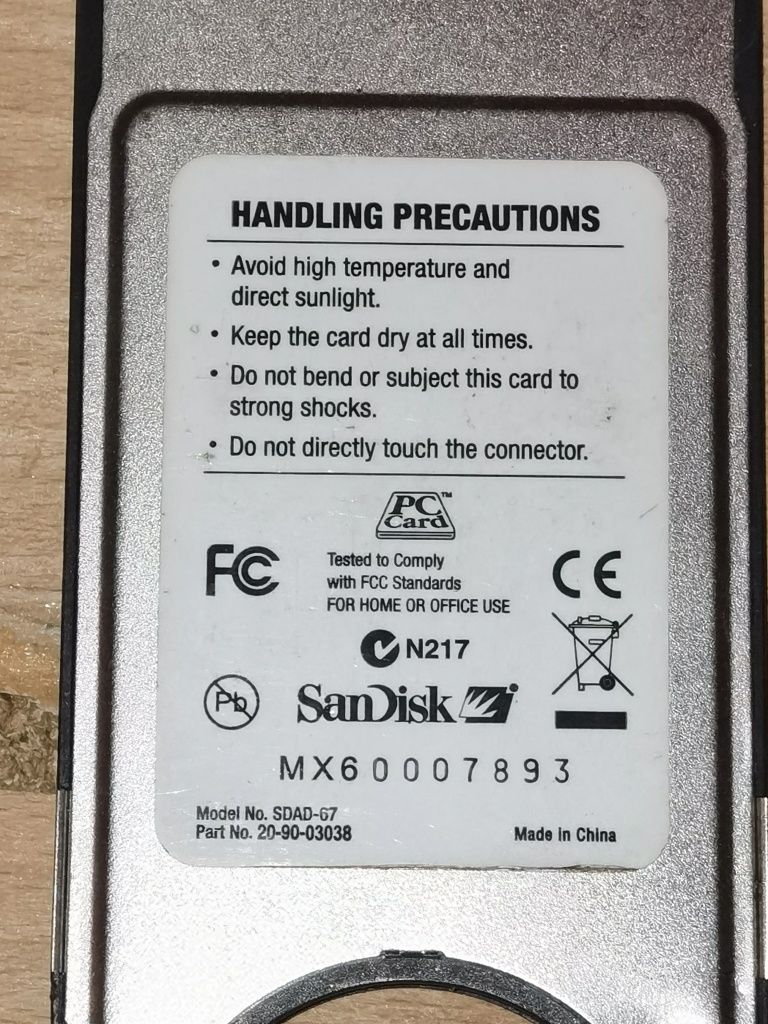 HANDLING PRECAUTIONS
• Avoid high temperature and
direct sunlight.
• Keep the card dry at all times.
• Do not bend or subject this card to
strong shocks.
• Do not directly touch the connector.
PC™
Card
FC
Tested to Comply
with FCC Standards
FOR HOME OR OFFICE USE
CE
N217
Pb
SanDisk
MX60007893
Model No. SDAD-67
Part No. 20-90-03038
Made in China